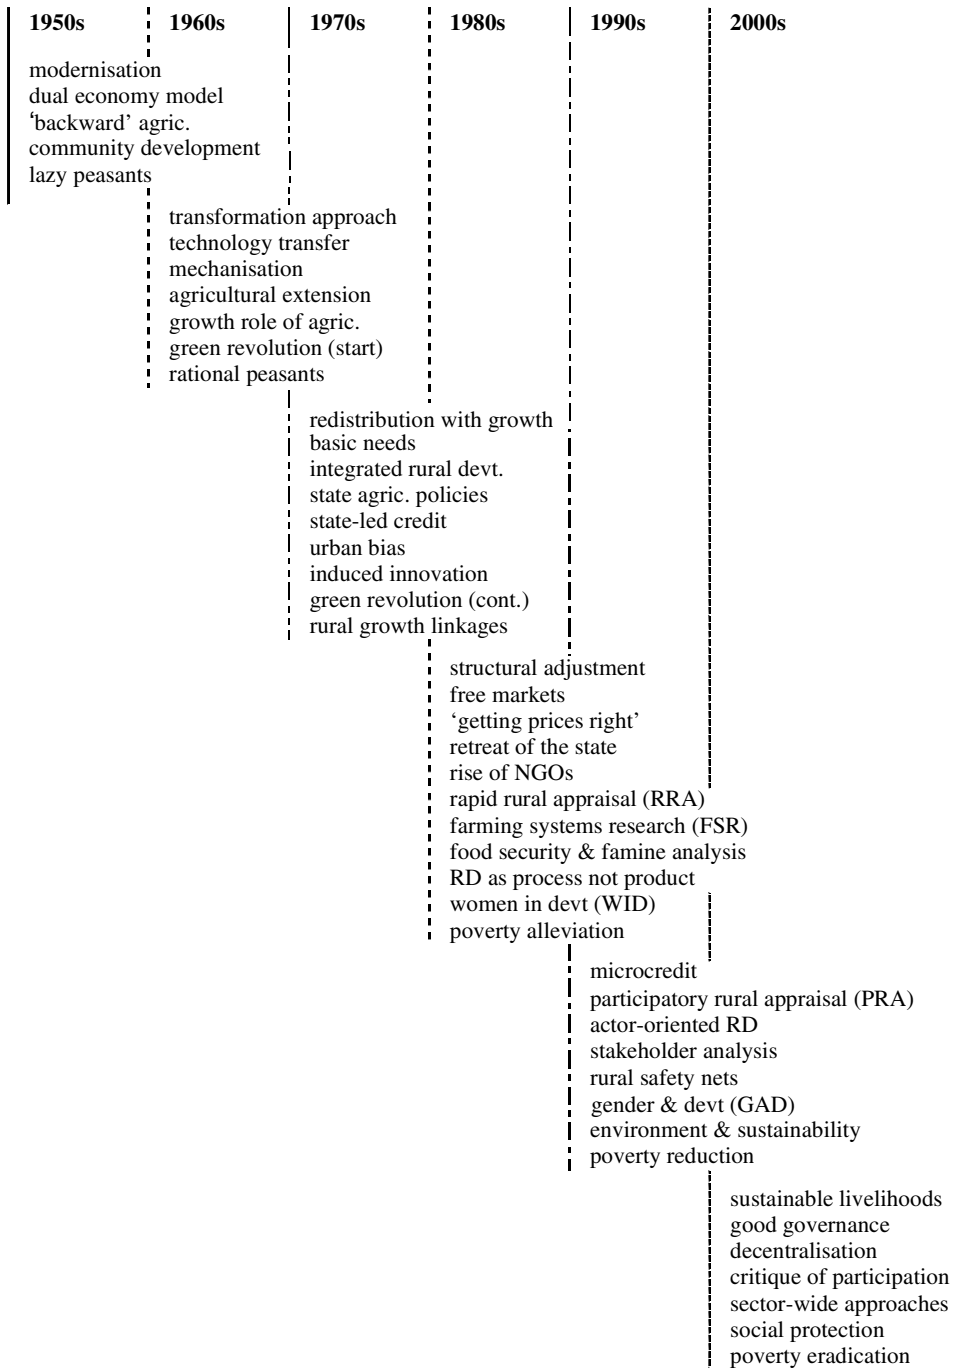 1950s 1960s 1970s 1980s 1990s 2000s
modernisation
dual economy model
‘backward’ agric.
community development
lazy peasants
transformation approach
technology transfer
mechanisation
agricultural extension
growth role of agric.
green revolution (start)
rational peasants
redistribution with growth
basic needs
integrated rural devt.
state agric. policies
state-led credit
urban bias
induced innovation
green revolution (cont.)
rural growth linkages
structural adjustment
free markets
‘getting prices right’
retreat of the state
rise of NGOs
rapid rural appraisal (RRA)
farming systems research (FSR)
food security & famine analysis
RD as process not product
women in devt (WID)
poverty alleviation
microcredit
participatory rural appraisal (PRA)
actor-oriented RD
stakeholder analysis
rural safety nets
gender & devt (GAD)
environment & sustainability
poverty reduction
sustainable livelihoods
good governance
decentralisation
critique of participation
sector-wide approaches
social protection
poverty eradication